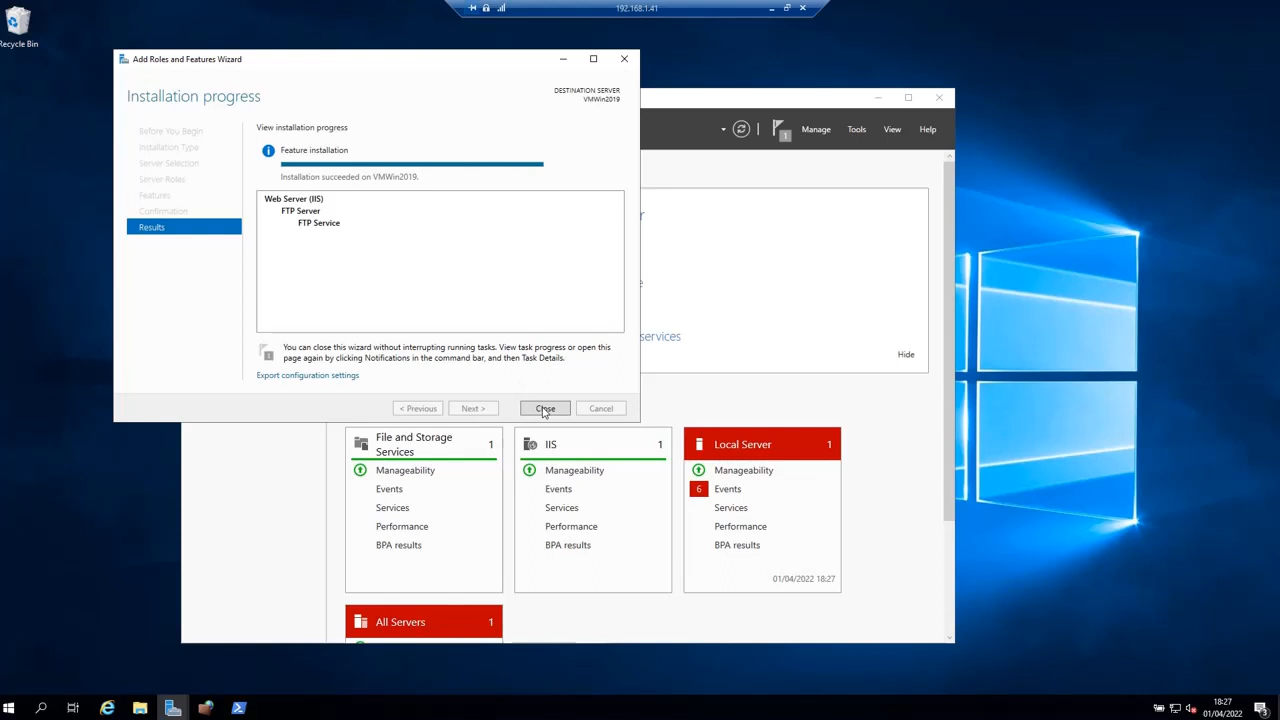 192.168.1.41
Recycle Bin
Add Roles and Features Wizard
Installation progress
DESTINATION SERVER
VMWin2019
Before You Begin
Installation Type
Server Selection
Server Roles
Features
Confirmation
Results
View installation progress
Feature installation
Installation succeeded on VMWin2019.
Web Server (IIS)
FTP Server
FTP Service
You can close this wizard without interrupting running tasks. View task progress or open this
page again by clicking Notifications in the command bar, and then Task Details.
Export configuration settings
< Previous
Next >
Close
Cancel
1
Manage
Tools
View
Help
services
Hide
File and Storage
Services
1
Manageability
Events
Services
Performance
BPA results
IIS
1
Manageability
Events
Services
Performance
BPA results
Local Server
1
Manageability
6
Events
Services
Performance
BPA results
01/04/2022 18:27
All Servers
1
18:27
01/04/2022
3